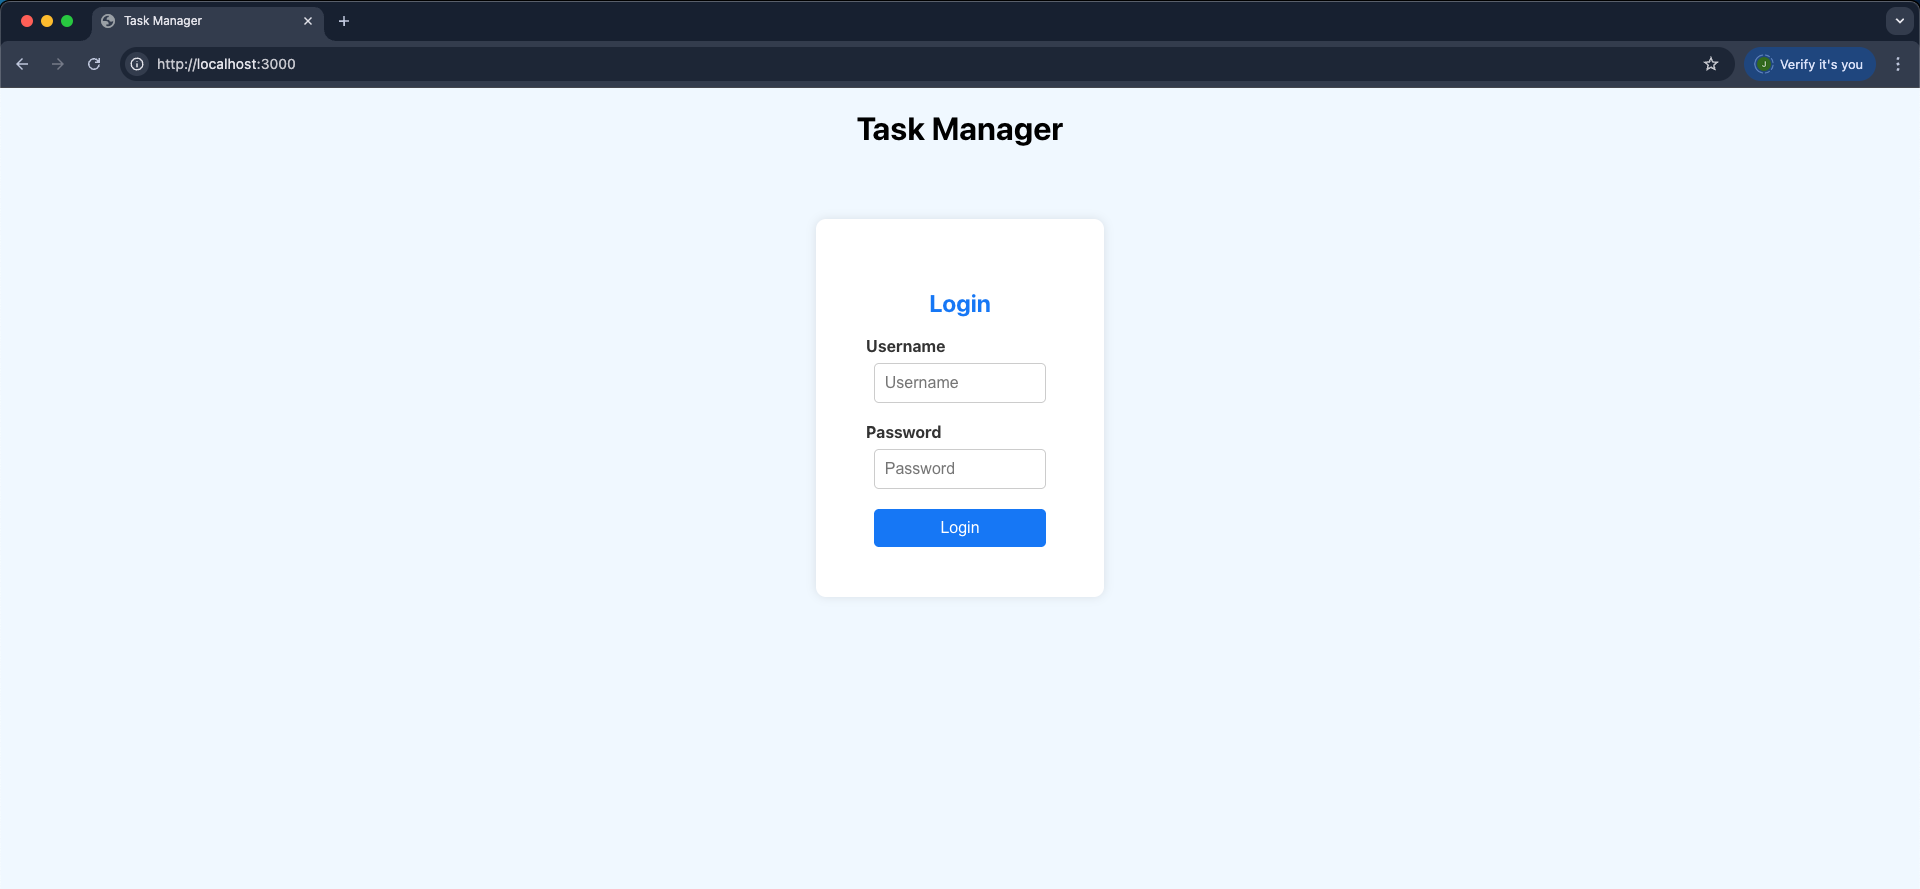 Task Manager
http://localhost:3000
J
Verify it's you
Task Manager
Login
Username
Username
Password
Password
Login